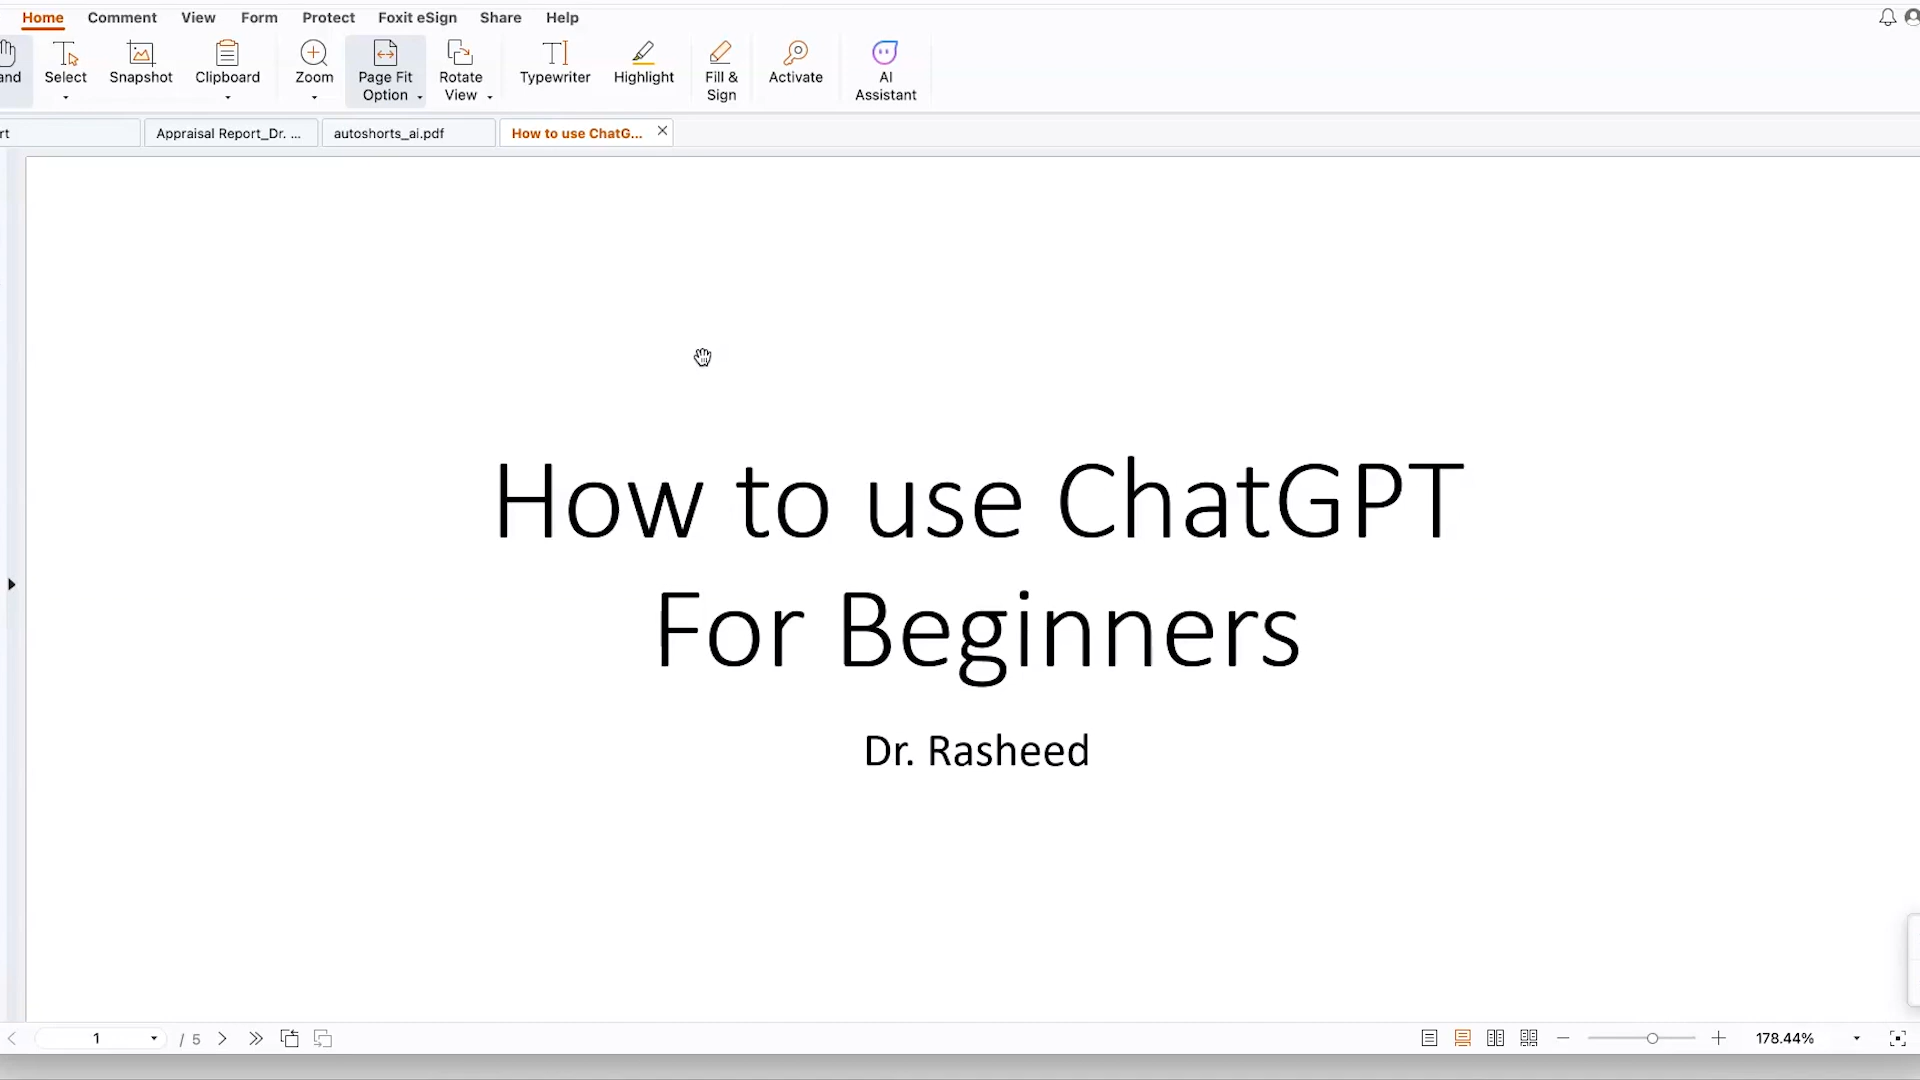 Home Comment View Form Protect Foxit eSign Share Help
Select Snapshot Clipboard Zoom Page Fit Option Rotate View Typewriter Highlight Fill & Sign Activate AI Assistant
Appraisal Report_Dr. ... autoshorts_ai.pdf How to use ChatG...
How to use ChatGPT
For Beginners
Dr. Rasheed
1 / 5 178.44%